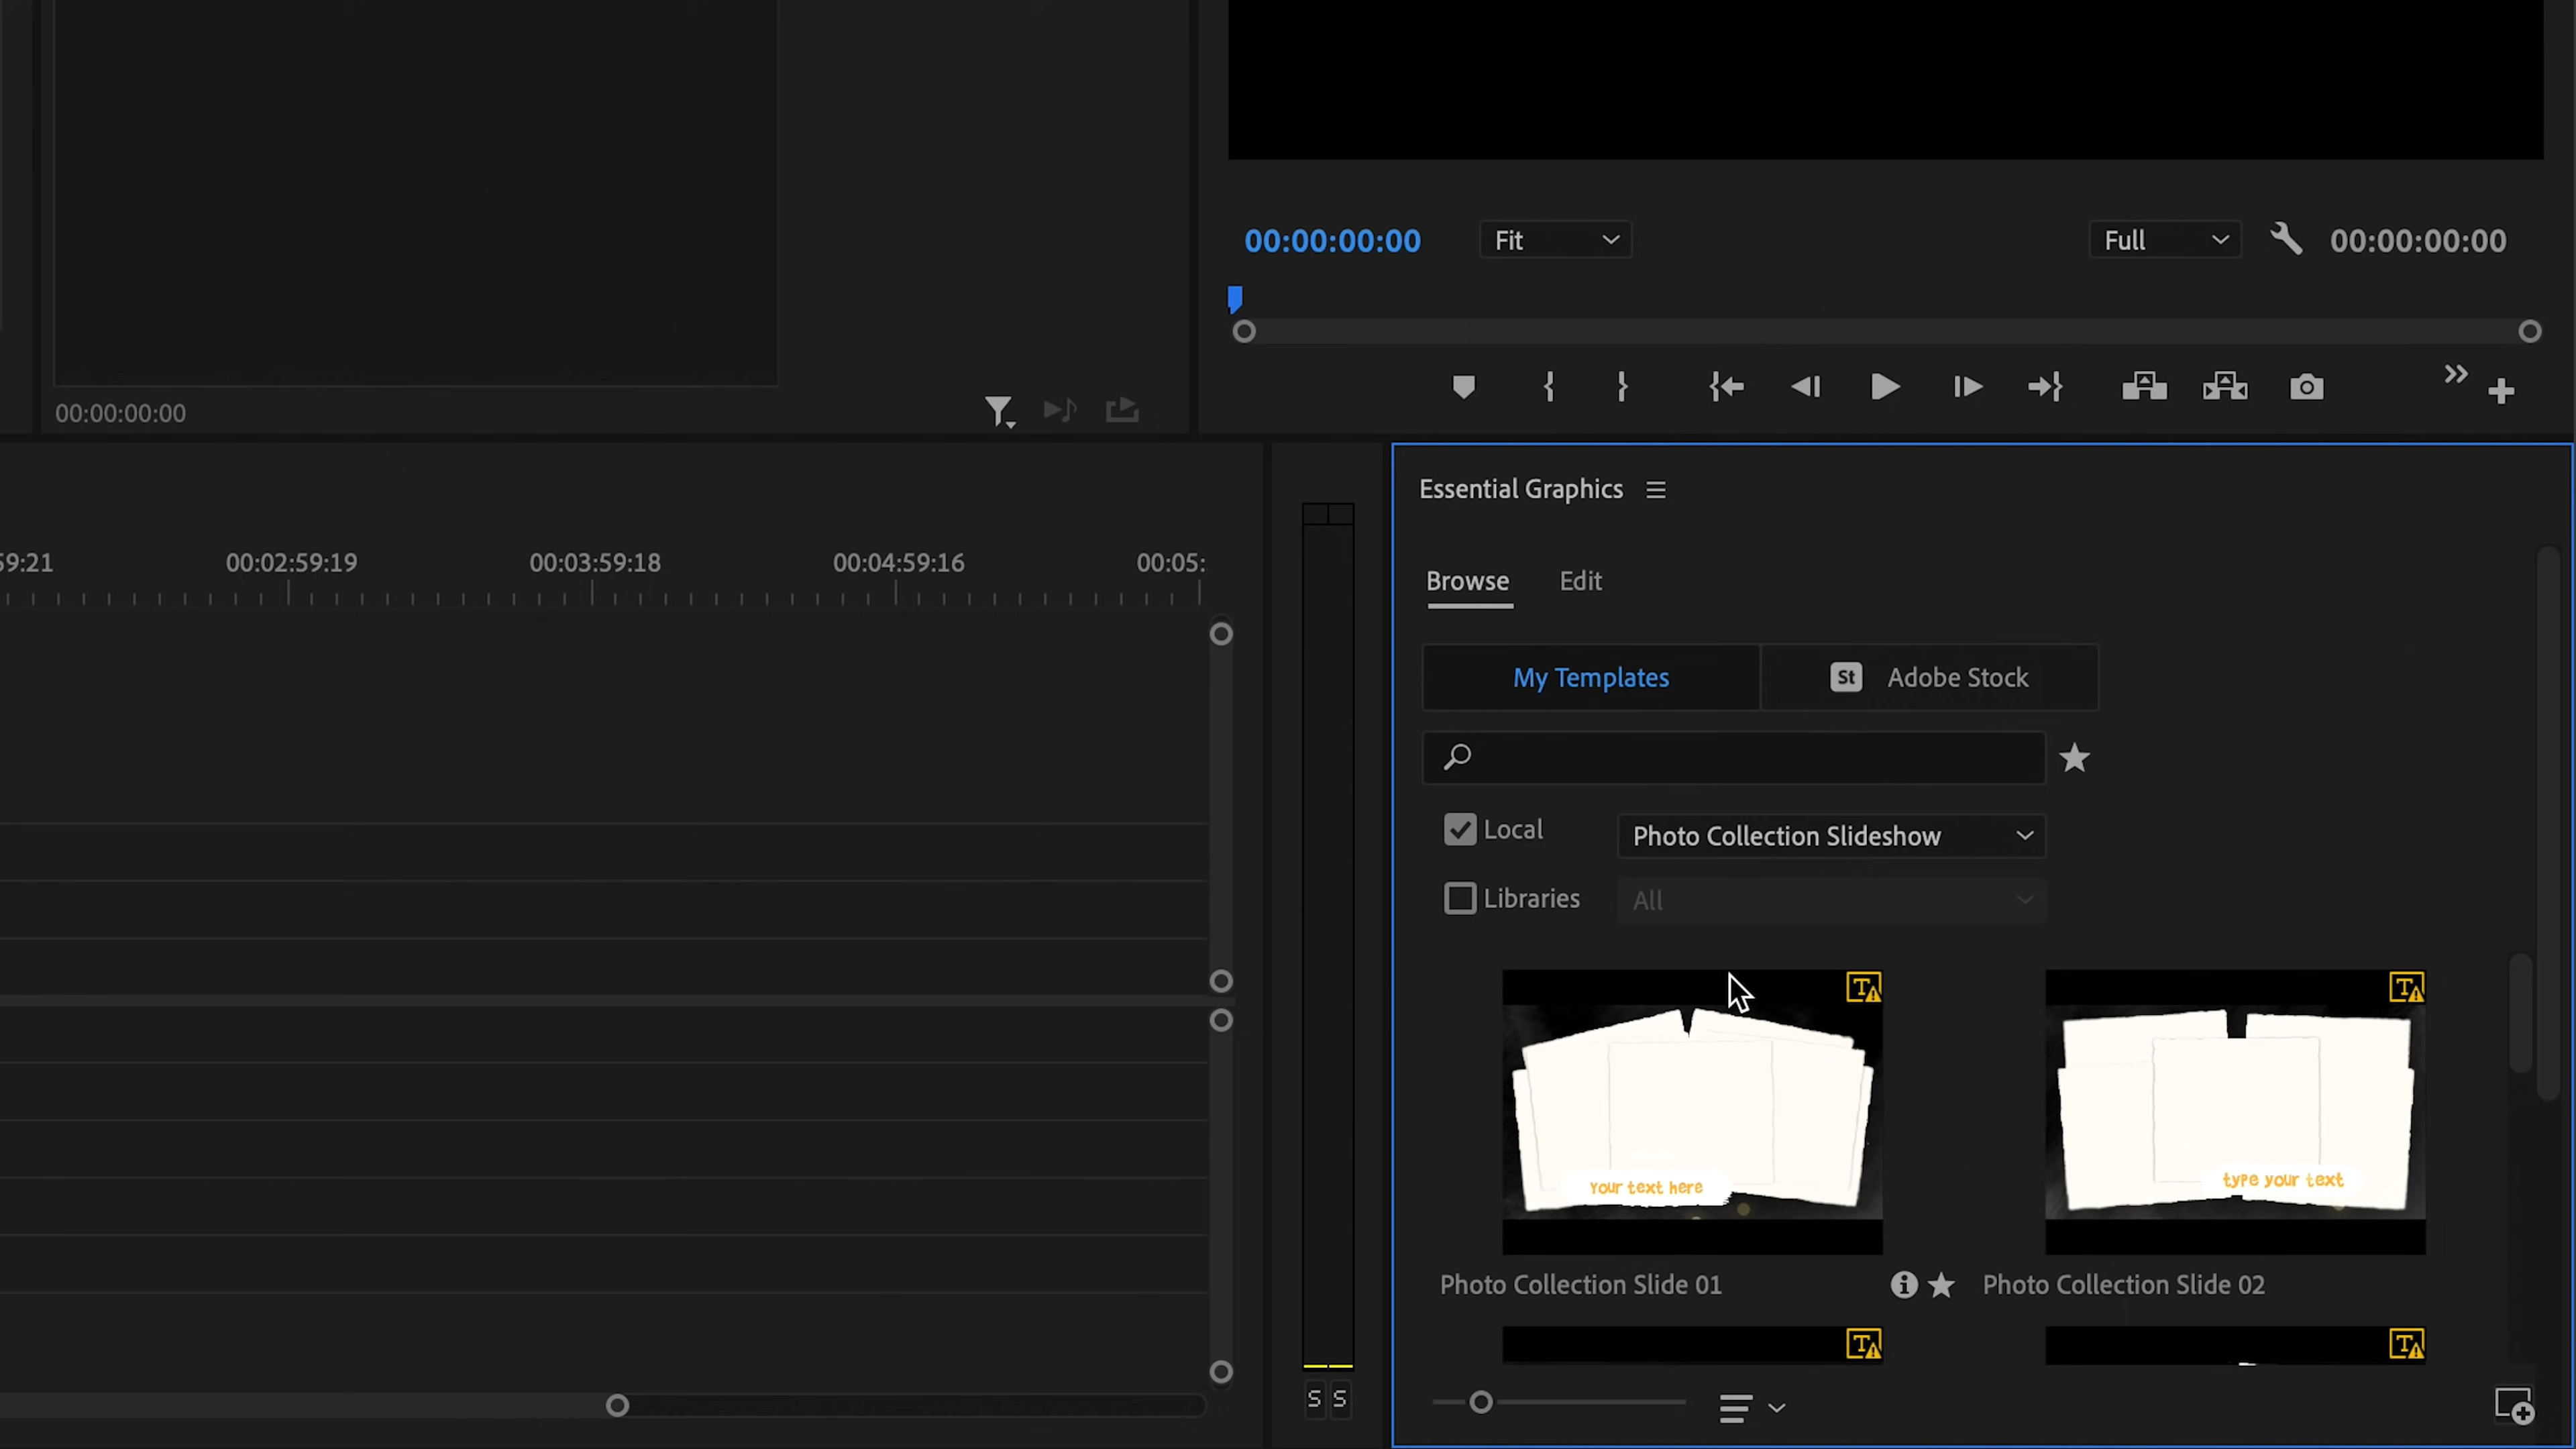 00:00:00:00
Fit
Full
00:00:00:00
00:00:00:00
Essential Graphics
59:21
00:02:59:19
00:03:59:18
00:04:59:16
00:05:
Browse
Edit
My Templates
St
Adobe Stock
Local
Photo Collection Slideshow
Libraries
All
T
T
Your text here
type your text
Photo Collection Slide 01
Photo Collection Slide 02
T
T
S
S